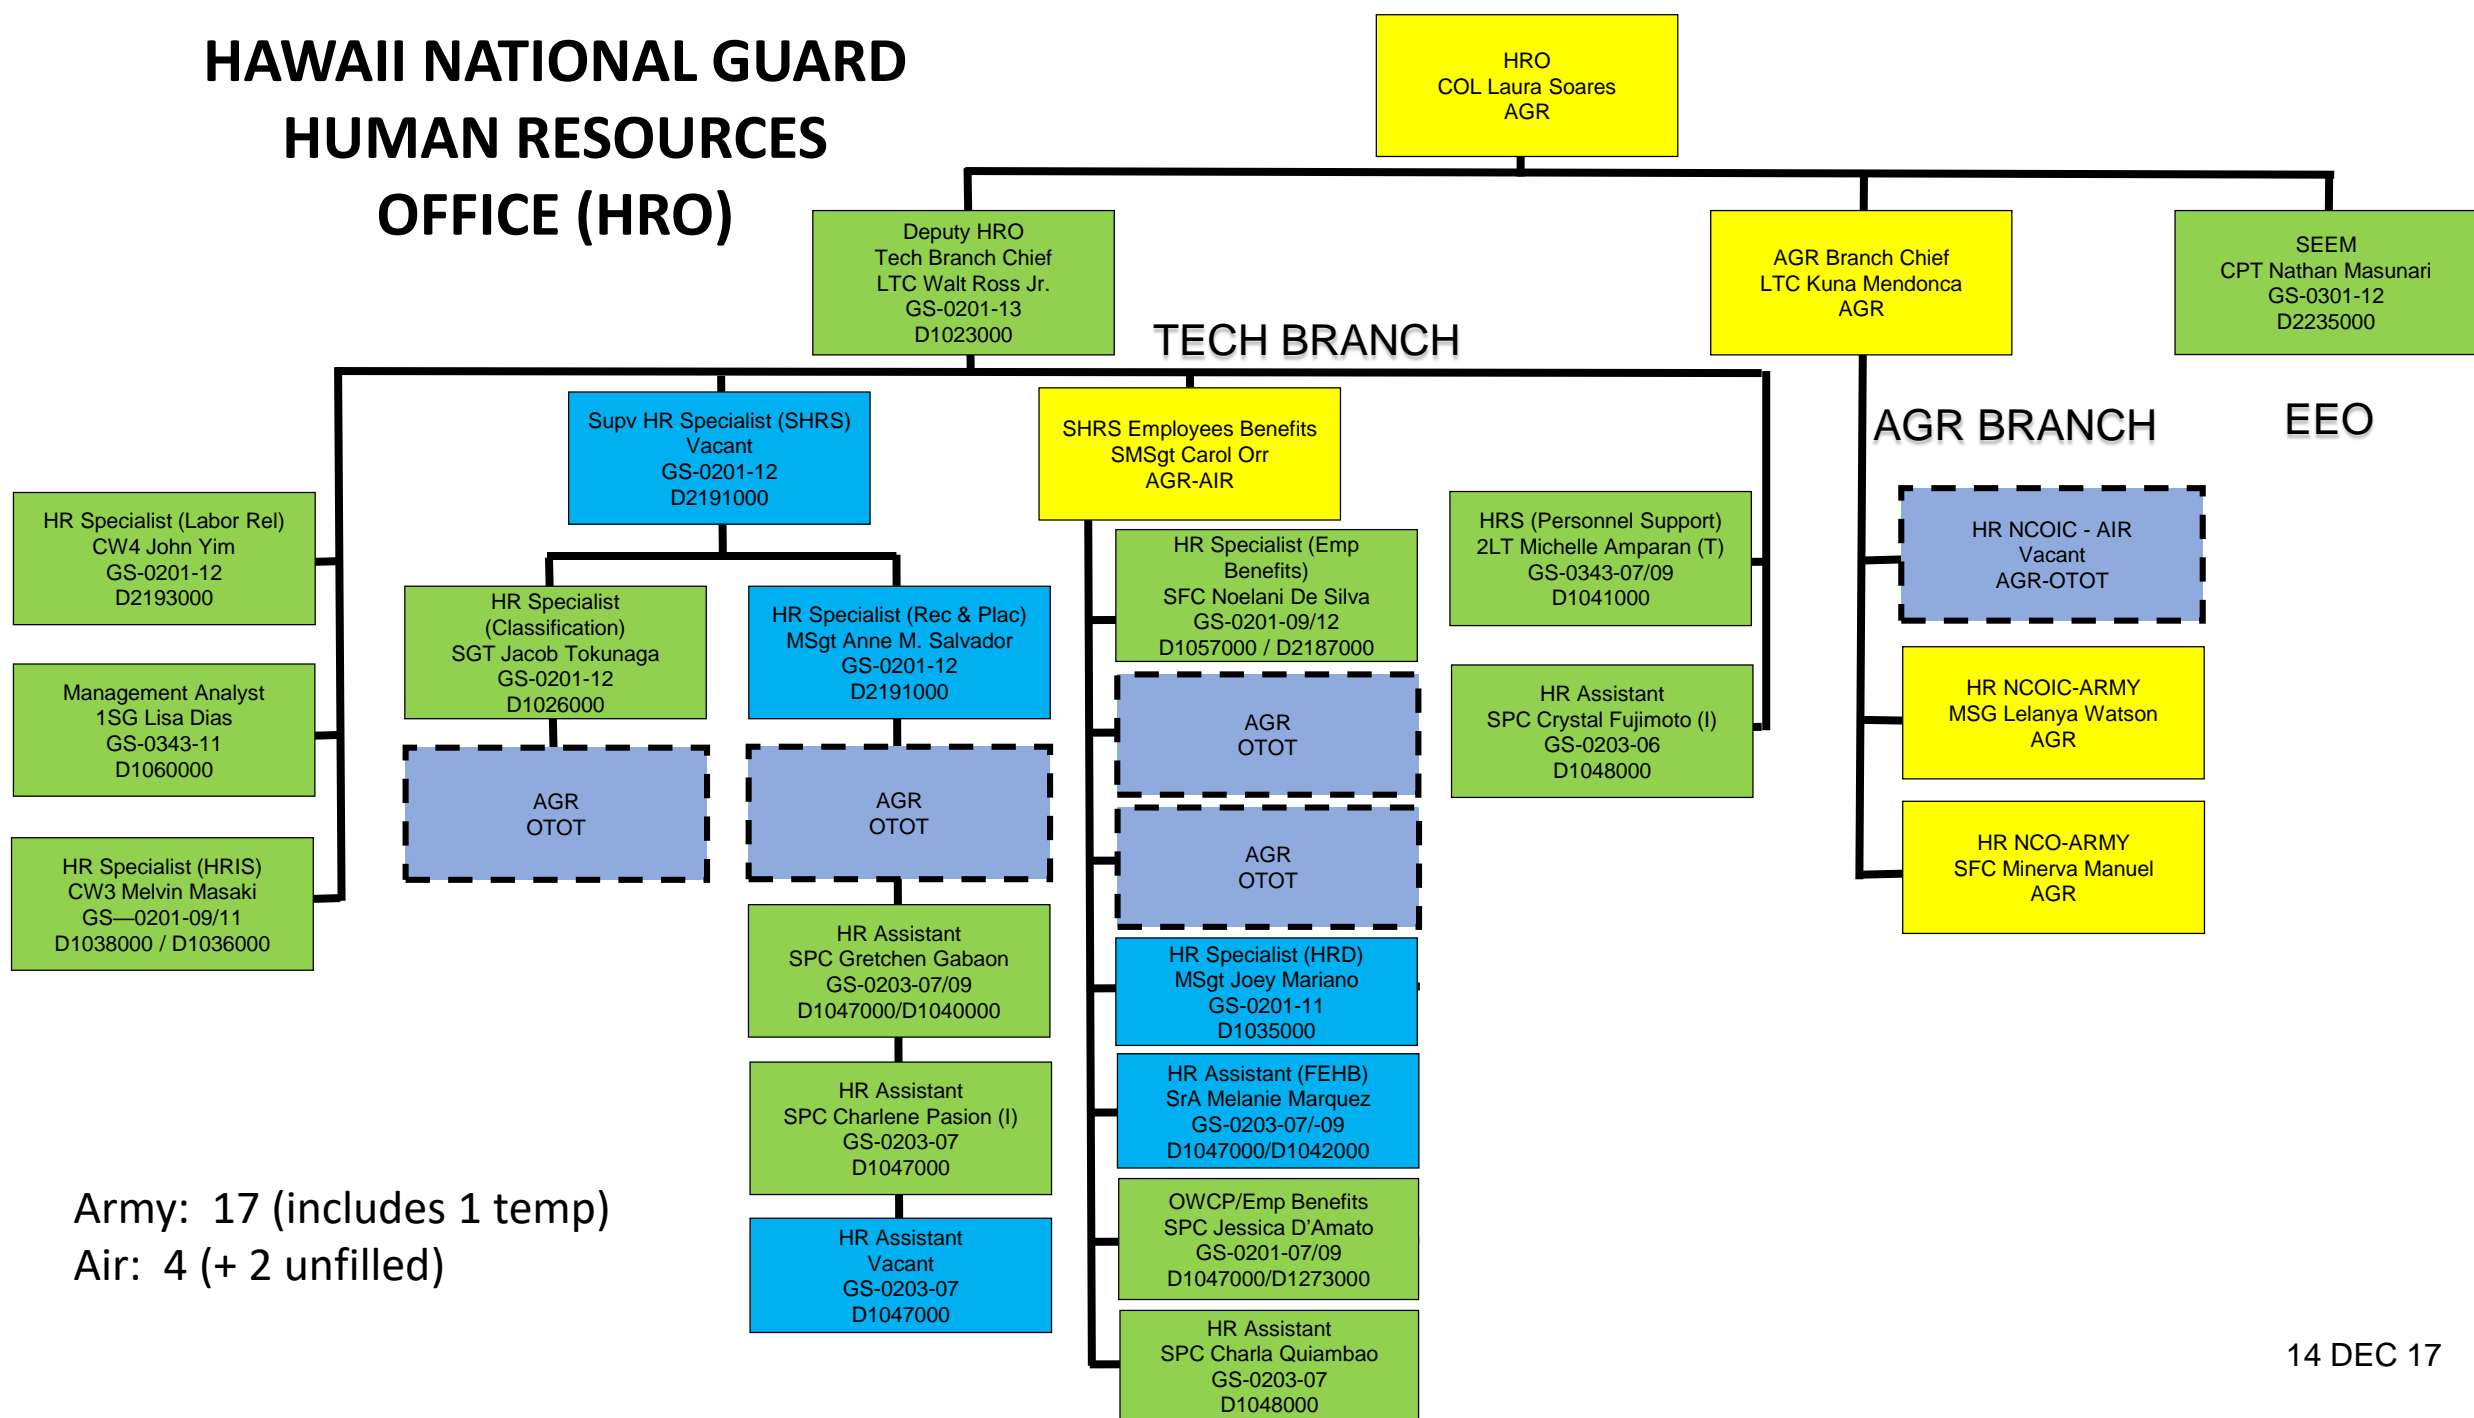 HAWAII NATIONAL GUARD
HUMAN RESOURCES
OFFICE (HRO)
HRO
COL Laura Soares
AGR
Deputy HRO
Tech Branch Chief
LTC Walt Ross Jr.
GS-0201-13
D1023000
AGR Branch Chief
LTC Kuna Mendonca
AGR
SEEM
CPT Nathan Masunari
GS-0301-12
D2235000
TECH BRANCH
AGR BRANCH
EEO
Supv HR Specialist (SHRS)
Vacant
GS-0201-12
D2191000
SHRS Employees Benefits
SMSgt Carol Orr
AGR-AIR
HR Specialist (Labor Rel)
CW4 John Yim
GS-0201-12
D2193000
Management Analyst
1SG Lisa Dias
GS-0343-11
D1060000
HR Specialist (HRIS)
CW3 Melvin Masaki
GS—0201-09/11
D1038000 / D1036000
HR Specialist
(Classification)
SGT Jacob Tokunaga
GS-0201-12
D1026000
AGR
OTOT
HR Specialist (Rec & Plac)
MSgt Anne M. Salvador
GS-0201-12
D2191000
AGR
OTOT
HR Assistant
SPC Gretchen Gabaon
GS-0203-07/09
D1047000/D1040000
HR Assistant
SPC Charlene Pasion (I)
GS-0203-07
D1047000
HR Assistant
Vacant
GS-0203-07
D1047000
HR Specialist (Emp
Benefits)
SFC Noelani De Silva
GS-0201-09/12
D1057000 / D2187000
AGR
OTOT
AGR
OTOT
HR Specialist (HRD)
MSgt Joey Mariano
GS-0201-11
D1035000
HR Assistant (FEHB)
SrA Melanie Marquez
GS-0203-07/-09
D1047000/D1042000
OWCP/Emp Benefits
SPC Jessica D’Amato
GS-0201-07/09
D1047000/D1273000
HR Assistant
SPC Charla Quiambao
GS-0203-07
D1048000
HRS (Personnel Support)
2LT Michelle Amparan (T)
GS-0343-07/09
D1041000
HR Assistant
SPC Crystal Fujimoto (I)
GS-0203-06
D1048000
HR NCOIC - AIR
Vacant
AGR-OTOT
HR NCOIC-ARMY
MSG Lelanya Watson
AGR
HR NCO-ARMY
SFC Minerva Manuel
AGR
Army:  17 (includes 1 temp)
Air:  4 (+ 2 unfilled)
14 DEC 17